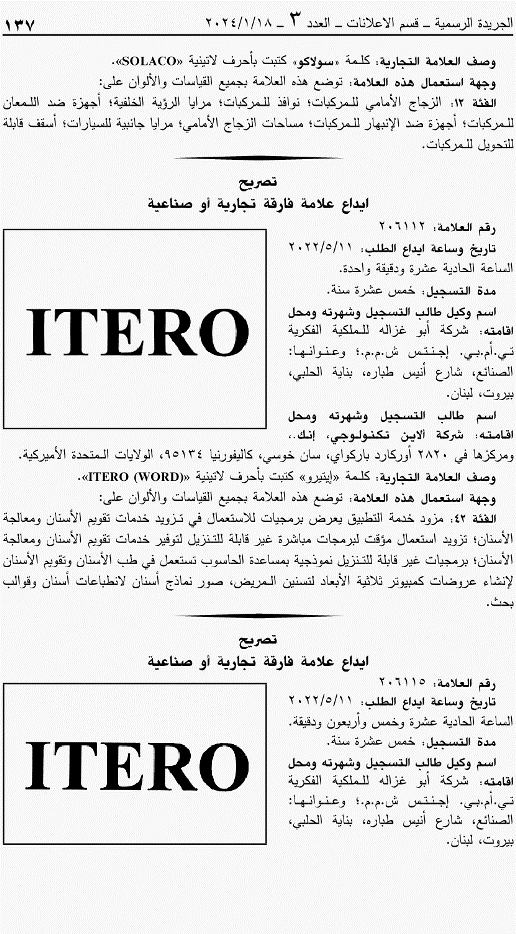 الجريدة الرسمية ــ قسم الاعلانات ــ العدد ٣ ــ ٢٠٢٤/١/١٨
١٣٧
وصف العلامة التجارية: كلمة «سولاكو» كتبت بأحرف لاتينية «SOLACO».
وجهة استعمال هذه العلامة: توضع هذه العلامة بجميع القياسات والألوان على:
الفئة ١٢: الزجاج الأمامي للمركبات؛ نوافذ للمركبات؛ مرايا الرؤية الخلفية؛ أجهزة ضد اللمعان
للمركبات؛ أجهزة ضد الإنبهار للمركبات؛ مساحات الزجاج الأمامي؛ مرايا جانبية للسيارات؛ أسقف قابلة
للتحويل للمركبات.
تصريح
ايداع علامة فارقة تجارية أو صناعية
رقم العلامة: ٢٠٦١١٢
تاريخ وساعة ايداع الطلب: ٢٠٢٢/٥/١١
الساعة الحادية عشرة ودقيقة واحدة.
مدة التسجيل: خمس عشرة سنة.
اسم وكيل طالب التسجيل وشهرته ومحل
اقامته: شركة أبو غزاله للملكية الفكرية
تي.أم.بي. إجنتس ش.م.م.؛ وعنوانها:
الصنائع، شارع أنيس طباره، بناية الحلبي،
بيروت، لبنان.
ITERO
اسم طالب التسجيل وشهرته ومحل
اقامته: شركة ألاين تكنولوجي، إنك.،
ومركزها في ٢٨٢٠ أوركارد باركواي، سان خوسي، كاليفورنيا ٩٥١٣٤، الولايات المتحدة الأميركية.
وصف العلامة التجارية: كلمة «ايتيرو» كتبت بأحرف لاتينية «ITERO (WORD)».
وجهة استعمال هذه العلامة: توضع هذه العلامة بجميع القياسات والألوان على:
الفئة ٤٢: مزود خدمة التطبيق يعرض برمجيات للاستعمال في تزويد خدمات تقويم الأسنان ومعالجة
الأسنان؛ تزويد استعمال مؤقت لبرمجات مباشرة غير قابلة للتنزيل لتوفير خدمات تقويم الأسنان ومعالجة
الأسنان؛ برمجيات غير قابلة للتنزيل نموذجية بمساعدة الحاسوب تستعمل في طب الأسنان وتقويم الأسنان
لإنشاء عروضات كمبيوتر ثلاثية الأبعاد لتسنين المريض، صور نماذج أسنان لانطباعات أسنان وقوالب
بحث.
تصريح
ايداع علامة فارقة تجارية أو صناعية
رقم العلامة: ٢٠٦١١٥
تاريخ وساعة ايداع الطلب: ٢٠٢٢/٥/١١
الساعة الحادية عشرة وخمس وأربعون ودقيقة.
مدة التسجيل: خمس عشرة سنة.
اسم وكيل طالب التسجيل وشهرته ومحل
اقامته: شركة أبو غزاله للملكية الفكرية
تي.أم.بي. إجنتس ش.م.م.؛ وعنوانها:
الصنائع، شارع أنيس طباره، بناية الحلبي،
بيروت، لبنان.
ITERO